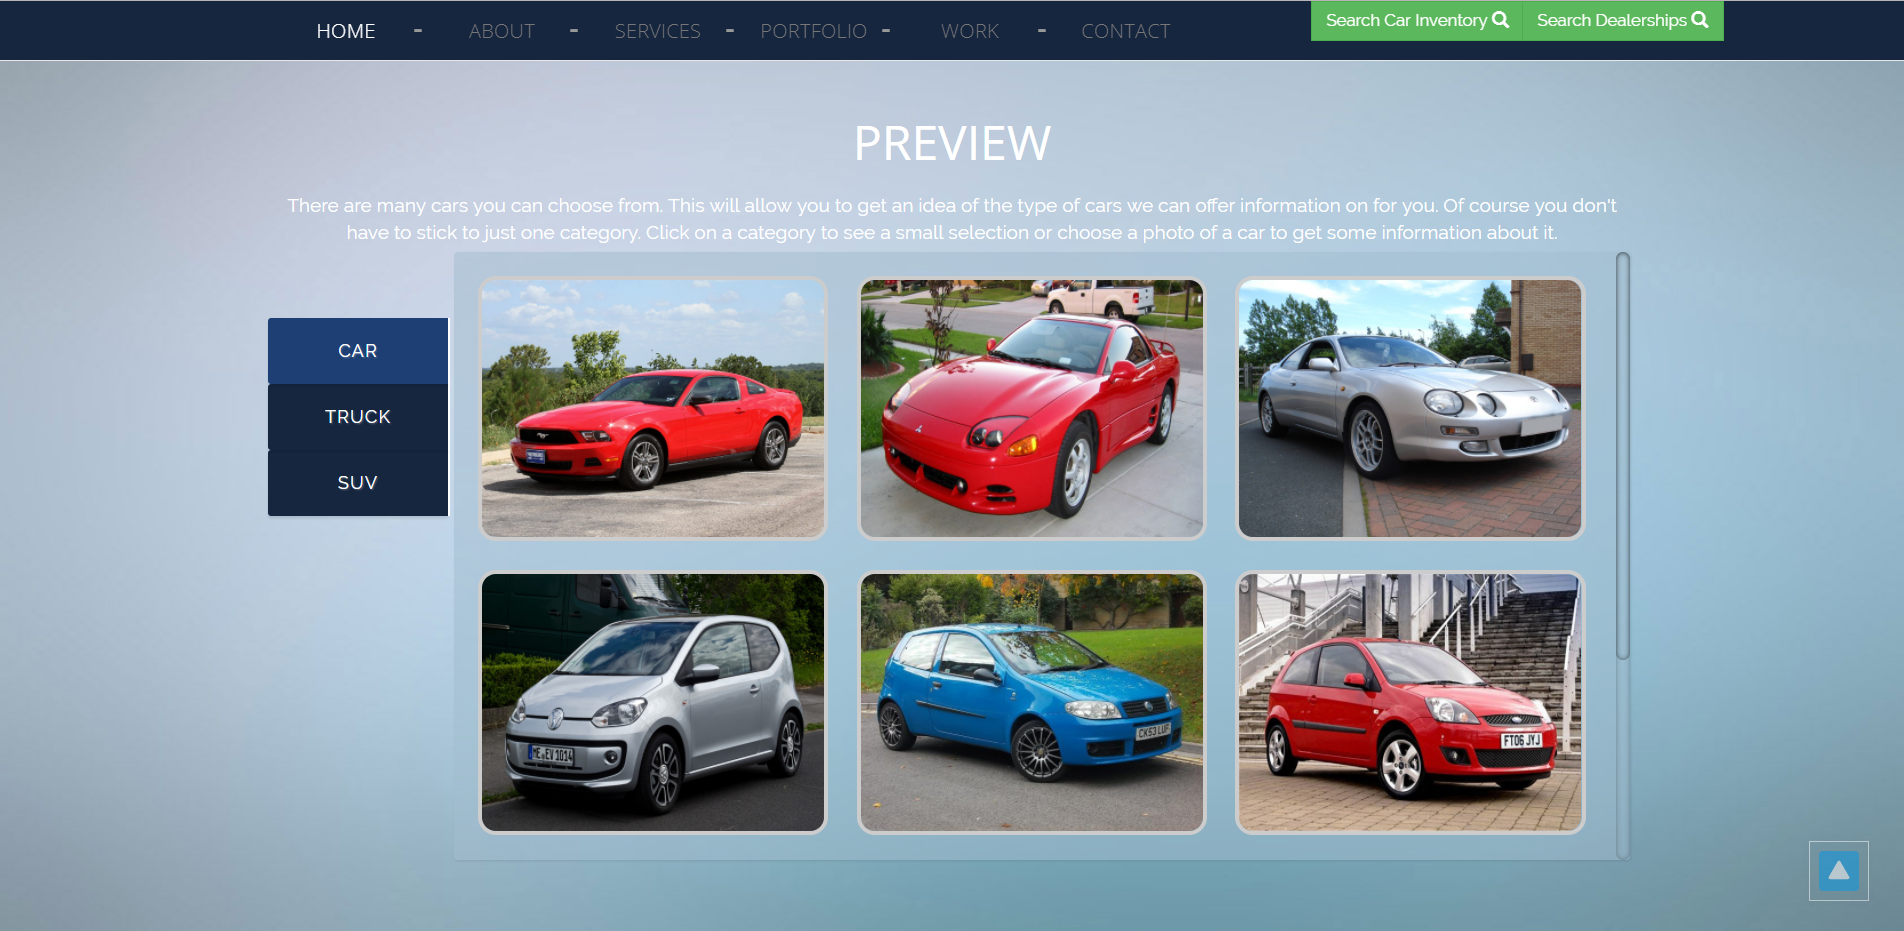 HOME - ABOUT - SERVICES - PORTFOLIO - WORK - CONTACT
Search Car Inventory Search Dealerships
PREVIEW
There are many cars you can choose from. This will allow you to get an idea of the type of cars we can offer information on for you. Of course you don't
have to stick to just one category. Click on a category to see a small selection or choose a photo of a car to get some information about it.
CAR
TRUCK
SUV
ME EV 1014
CK53 LUF
FT06 JYJ